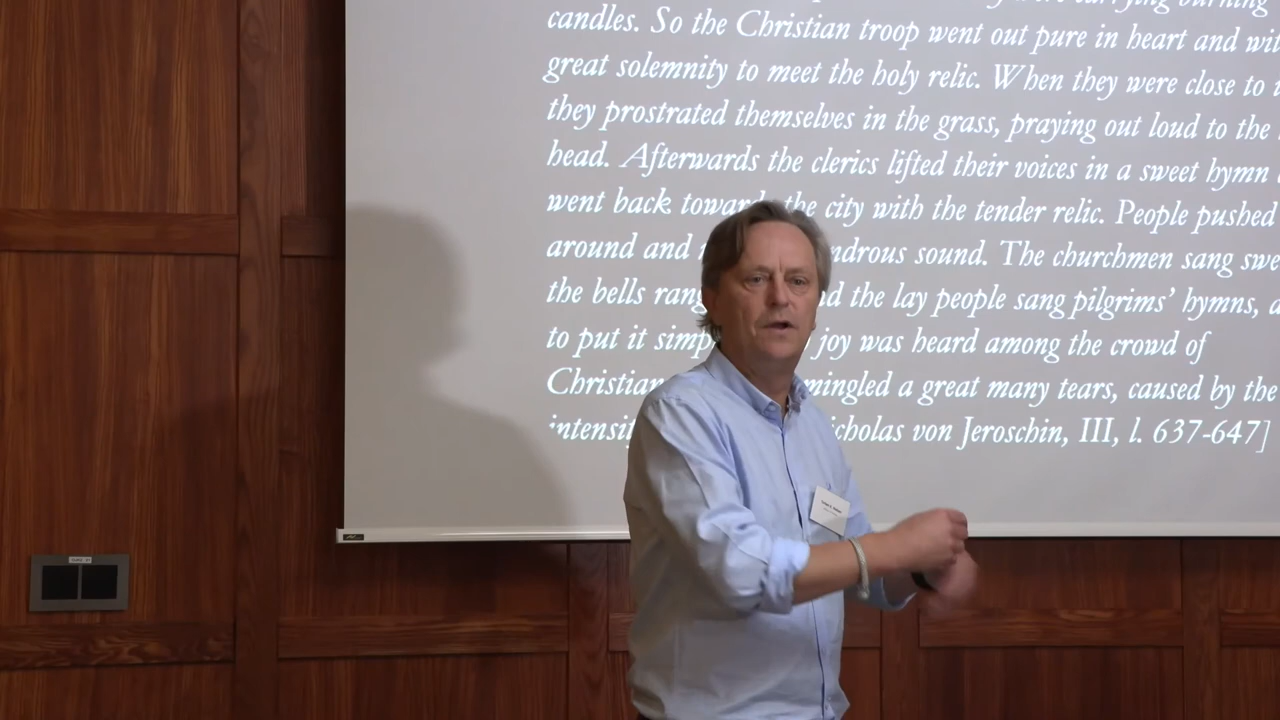 carrying burning
candles. So the Christian troop went out pure in heart and wit
great solemnity to meet the holy relic. When they were close to
they prostrated themselves in the grass, praying out loud to the
head. Afterwards the clerics lifted their voices in a sweet hymn
went back towards the city with the tender relic. People pushed
around and ndrous sound. The churchmen sang swe
the bells rang d the lay people sang pilgrims' hymns,
to put it simp joy was heard among the crowd of
Christian mingled a great many tears, caused by the
intensit icholas von Jeroschin, III, l. 637-647]